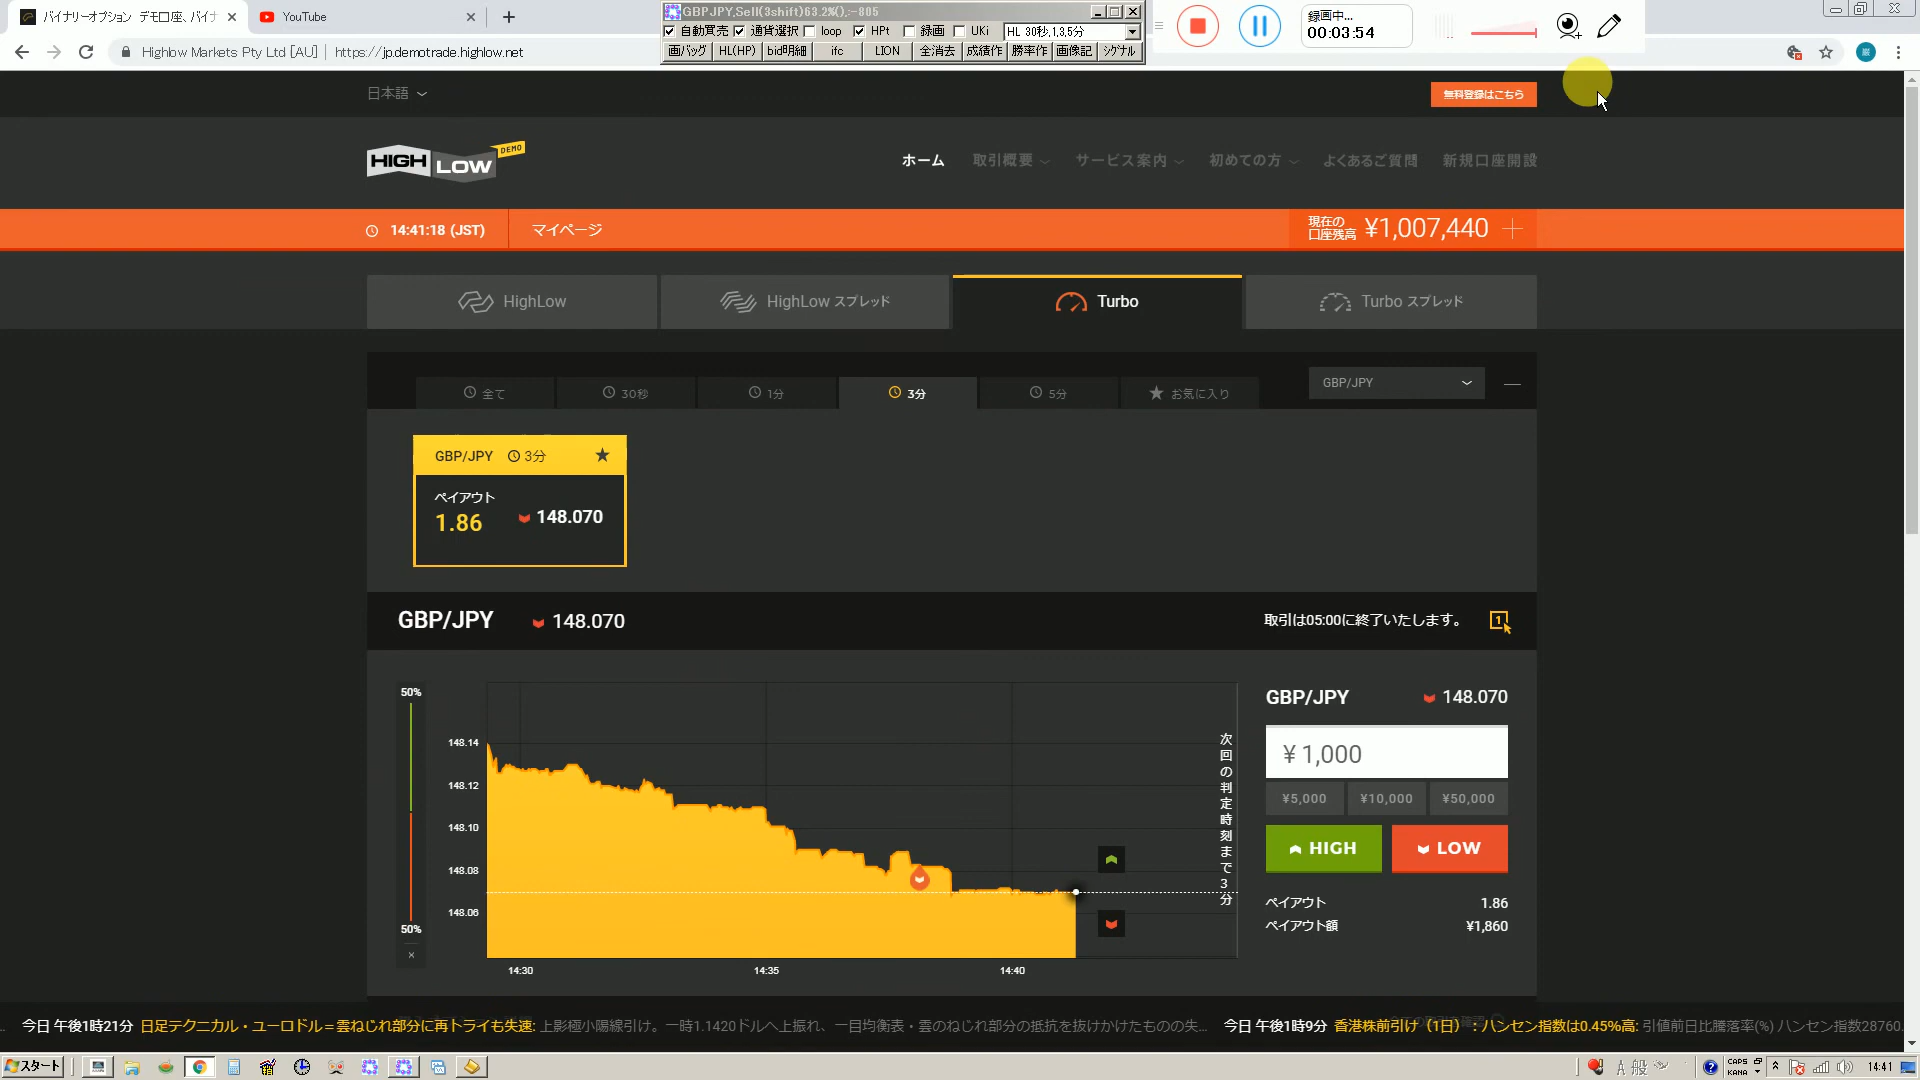 バイナリーオプション デモ口座、バイナ
YouTube
GBPJPY,Sell(3shift)63.2%(),:-805
自動買売 通貨選択 loop HPt 録画 UKi HL 30秒,1,3,5分
画バッグ HL(HP) bid明細 ifc LION 全消去 成績作 勝率作 画像記 シグナル
録画中...
00:03:54
Highlow Markets Pty Ltd [AU] https://jp.demotrade.highlow.net
日本語
無料登録はこちら
HIGH LOW DEMO
ホーム 取引概要 サービス案内 初めての方 よくあるご質問 新規口座開設
14:41:18 (JST) マイページ 現在の口座残高 ¥1,007,440
HighLow HighLow スプレッド Turbo Turbo スプレッド
全て 30秒 1分 3分 5分 お気に入り GBP/JPY
GBP/JPY 3分
ペイアウト
1.86 148.070
GBP/JPY 148.070 取引は05:00に終了いたします。 1
50%
148.14
148.12
148.10
148.08
148.06
50%
×
14:30 14:35 14:40
次回の判定時刻まで3分
GBP/JPY 148.070
¥ 1,000
¥5,000 ¥10,000 ¥50,000
HIGH LOW
ペイアウト 1.86
ペイアウト額 ¥1,860
今日 午後1時21分 日足テクニカル・ユーロドル＝雲ねじれ部分に再トライも失速: 上影極小陽線引け。一時1.1420ドルへ上振れ、一目均衡表・雲のねじれ部分の抵抗を抜けかけたものの失... 今日 午後1時9分 香港株前引け（1日）：ハンセン指数は0.45%高: 引値前日比騰落率(%) ハンセン指数28760.
スタート A 般 CAPS KANA 14:41